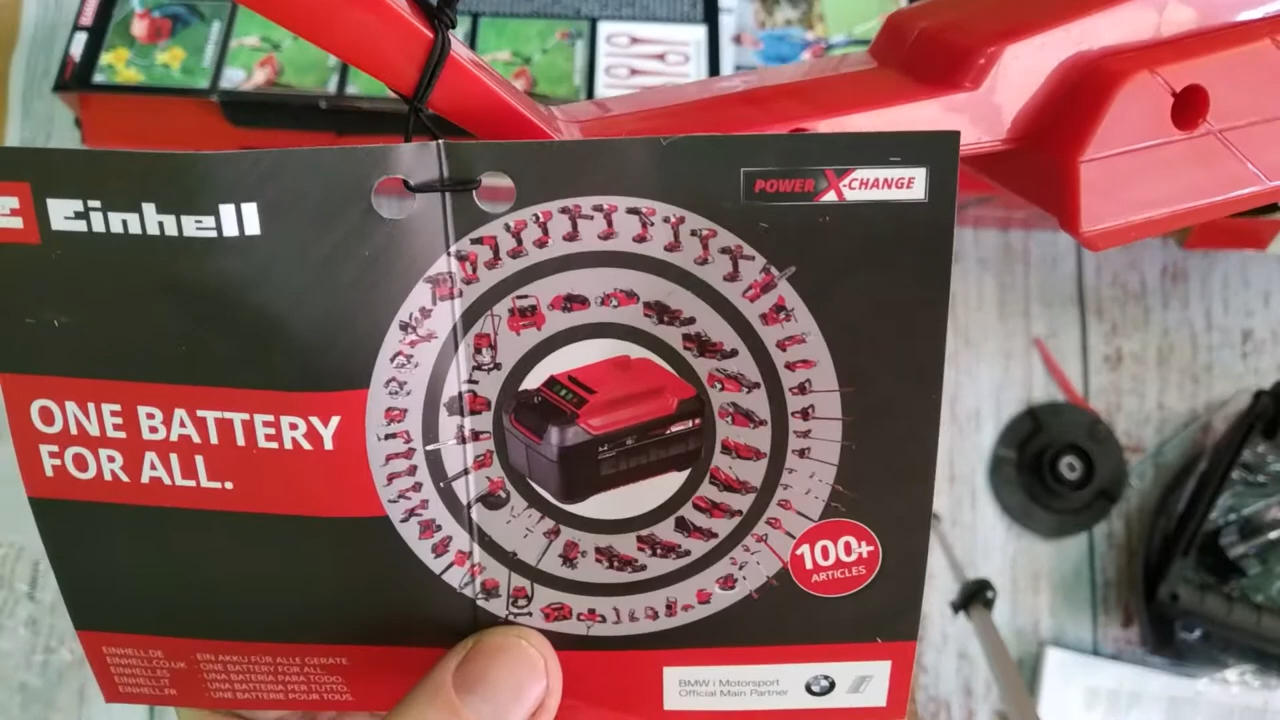 Einhell
POWER X-CHANGE
ONE BATTERY
FOR ALL.
100+
ARTICLES
EINHELL.DE - EIN AKKU FÜR ALLE GERÄTE.
EINHELL.CO.UK - ONE BATTERY FOR ALL.
EINHELL.ES - UNA BATERÍA PARA TODO.
EINHELL.IT - UNA BATTERIA PER TUTTO.
EINHELL.FR - UNE BATTERIE POUR TOUS.
BMW i Motorsport
Official Main Partner